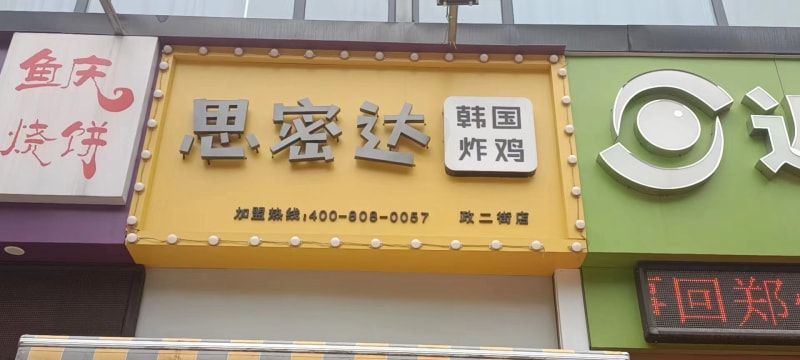 鱼庆
烧饼
思密达
韩国
炸鸡
加盟热线:400-808-0057 政二街店
回郑